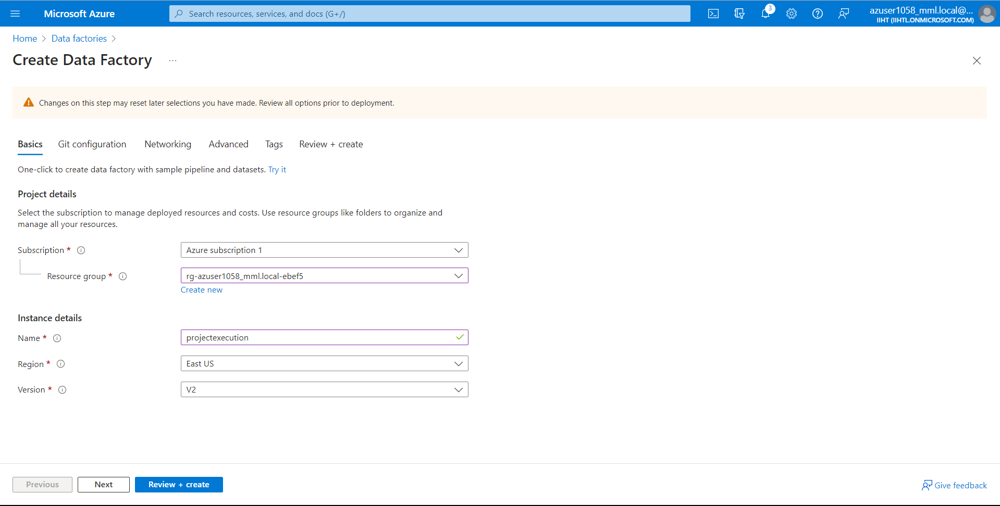 Microsoft Azure
Search resources, services, and docs (G+/)
3
azuser1058_mml.local@...
IIHT (IIHTL.ONMICROSOFT.COM)
Home > Data factories >
Create Data Factory ...
Changes on this step may reset later selections you have made. Review all options prior to deployment.
Basics Git configuration Networking Advanced Tags Review + create
One-click to create data factory with sample pipeline and datasets. Try it
Project details
Select the subscription to manage deployed resources and costs. Use resource groups like folders to organize and
manage all your resources.
Subscription * Azure subscription 1
Resource group * rg-azuser1058_mml.local-ebef5
Create new
Instance details
Name * projectexecution
Region * East US
Version * V2
Previous Next Review + create Give feedback